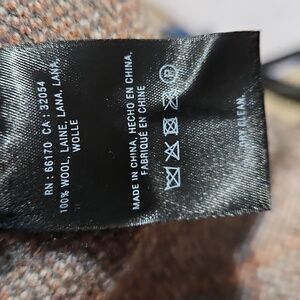 RN: 66170 CA: 32054
100% WOOL, LAINE, LANA, LANA,
WOLLE
MADE IN CHINA, HECHO EN CHINA,
FABRIQUÉ EN CHINE
P
DRY CLEAN